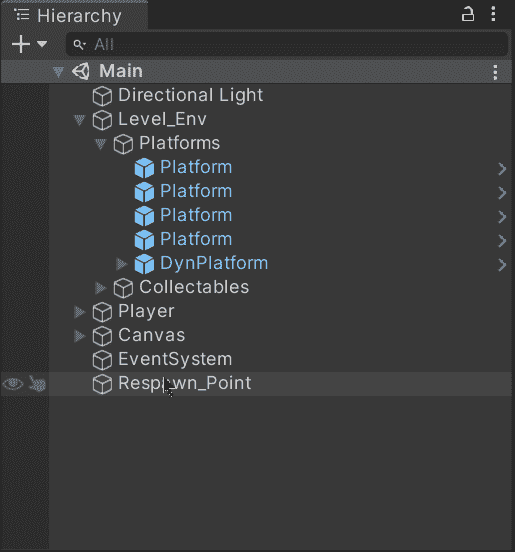 Hierarchy
All
Main
Directional Light
Level_Env
Platforms
Platform
Platform
Platform
Platform
DynPlatform
Collectables
Player
Canvas
EventSystem
Respawn_Point